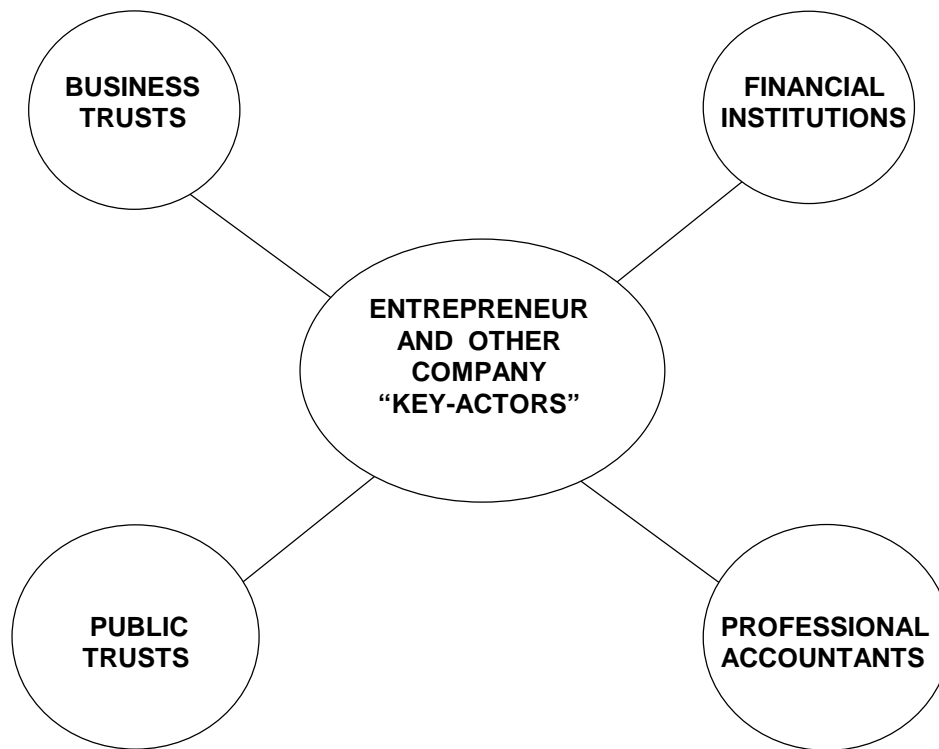 BUSINESS
TRUSTS
FINANCIAL
INSTITUTIONS
ENTREPRENEUR
AND OTHER
COMPANY
“KEY-ACTORS”
PUBLIC
TRUSTS
PROFESSIONAL
ACCOUNTANTS